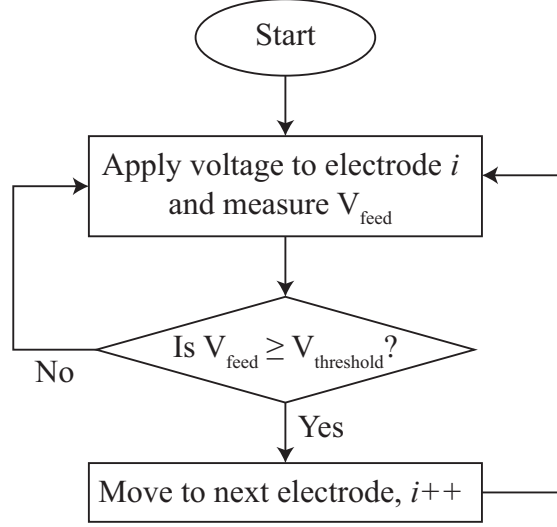 Start
Apply voltage to electrode i
and measure V_feed
Is V_feed ≥ V_threshold?
No
Yes
Move to next electrode, i++